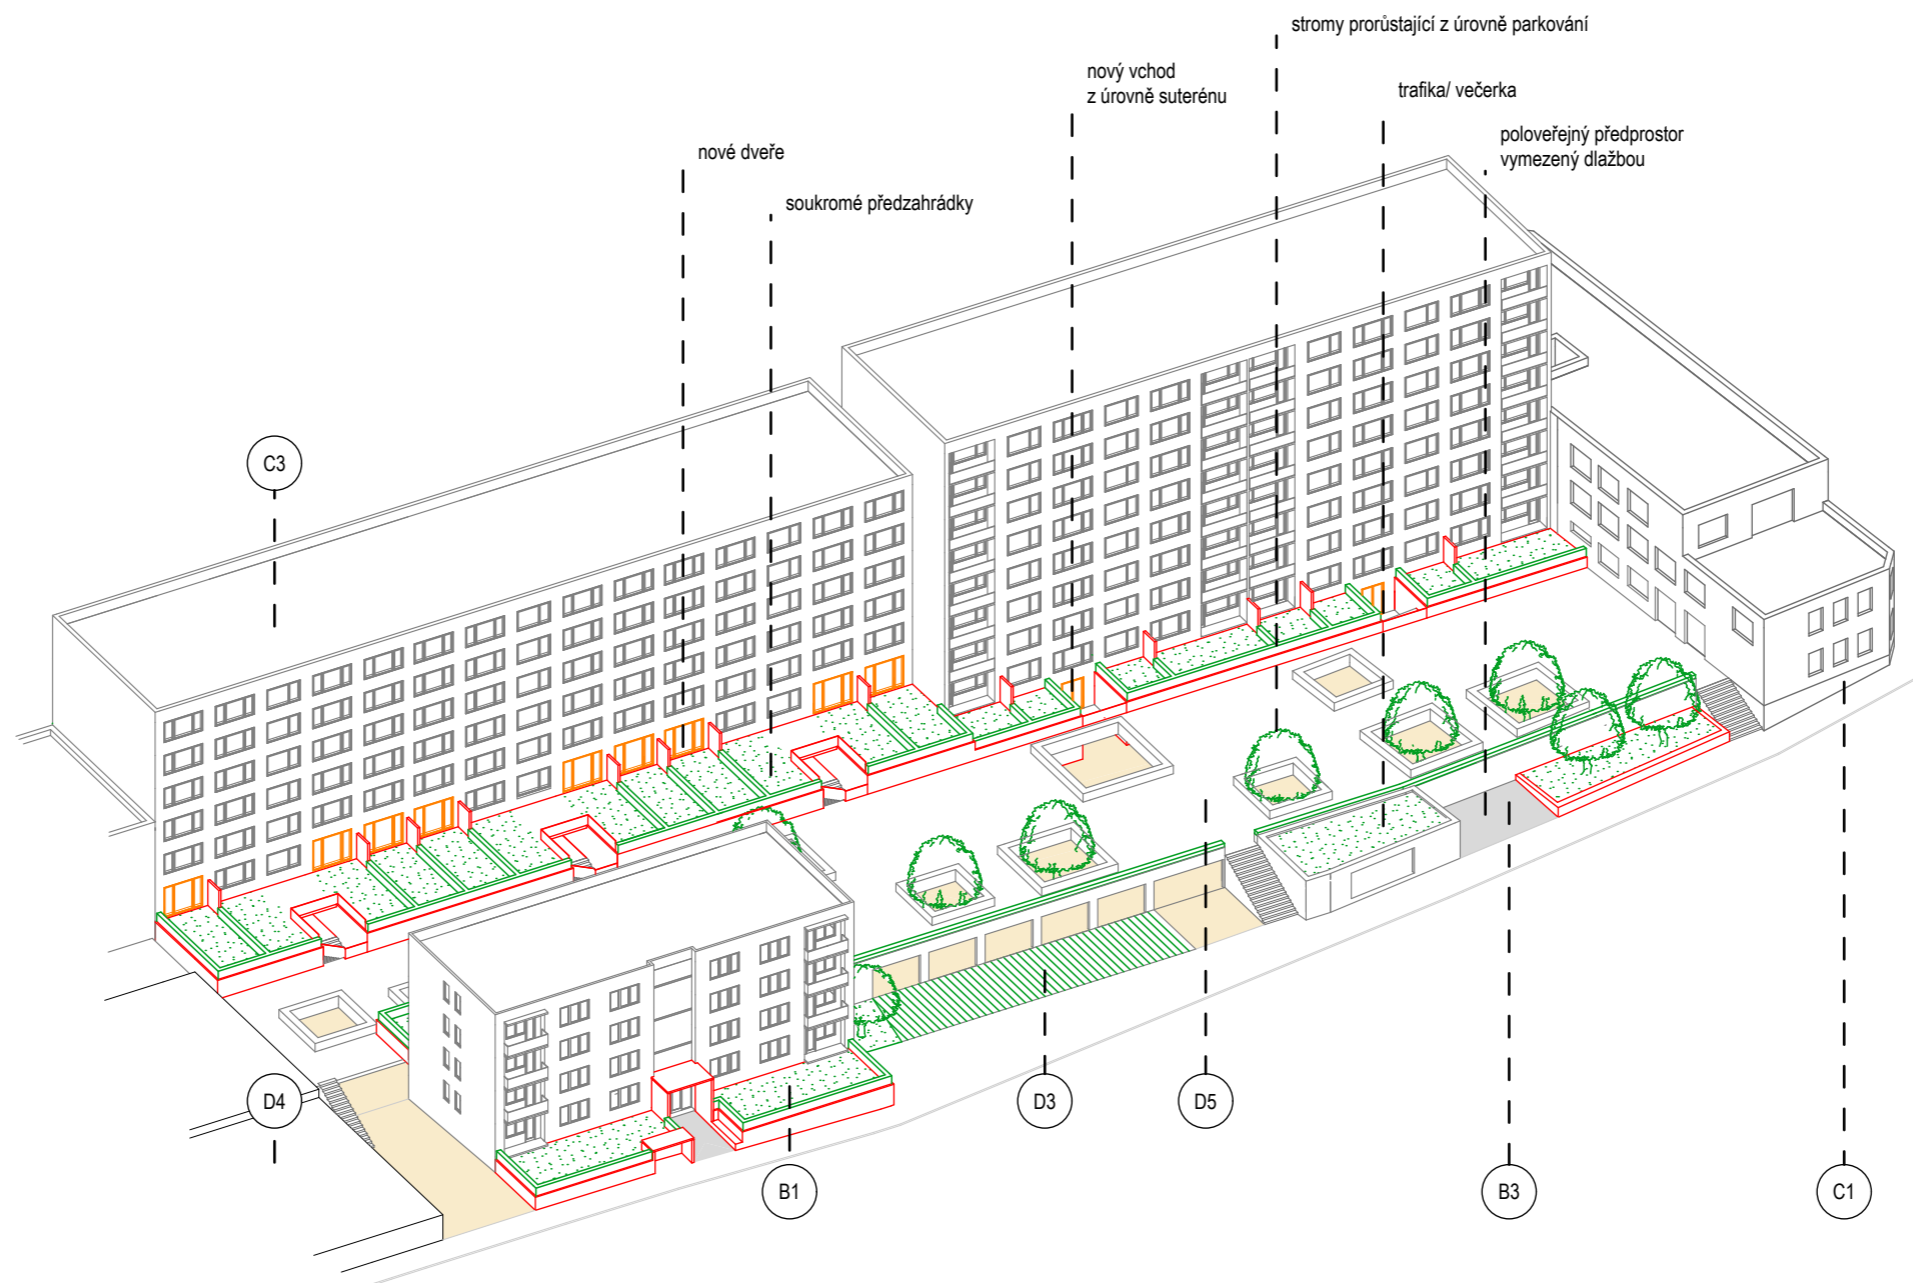 stromy prorůstající z úrovně parkování
nový vchod
z úrovně suterénu
trafika/ večerka
poloveřejný předprostor
vymezený dlažbou
nové dveře
soukromé předzahrádky
C3
D4
D3
D5
B1
B3
C1